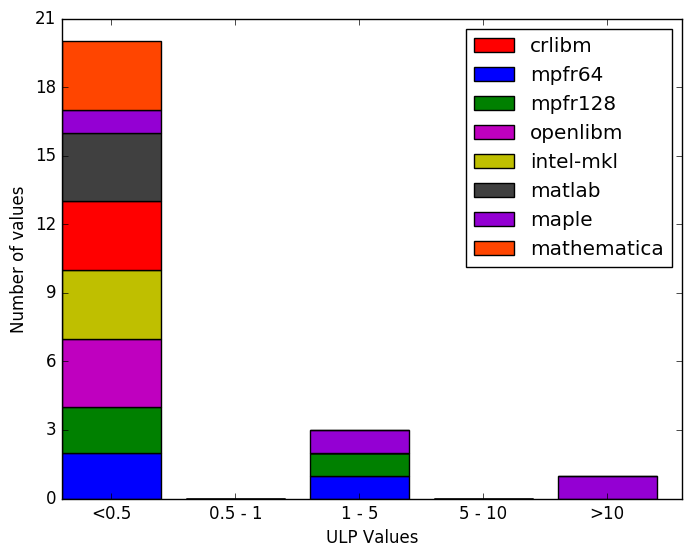 21
18
15
12
9
6
3
0
Number of values
crlibm
mpfr64
mpfr128
openlibm
intel-mkl
matlab
maple
mathematica
<0.5
0.5 - 1
1 - 5
5 - 10
>10
ULP Values